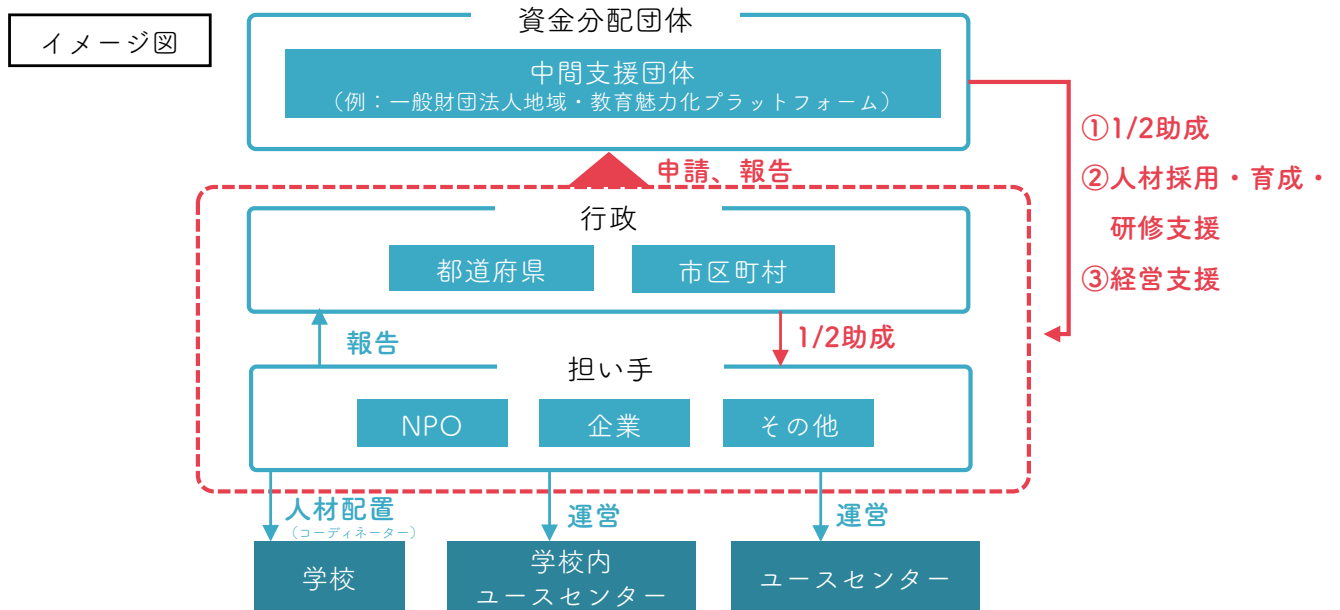 イメージ図
資金分配団体
中間支援団体
（例：一般財団法人地域・教育魅力化プラットフォーム）
①1/2助成
②人材採用・育成・
研修支援
③経営支援
申請、報告
行政
都道府県
市区町村
報告
1/2助成
担い手
NPO
企業
その他
人材配置
（コーディネーター）
運営
運営
学校
学校内
ユースセンター
ユースセンター